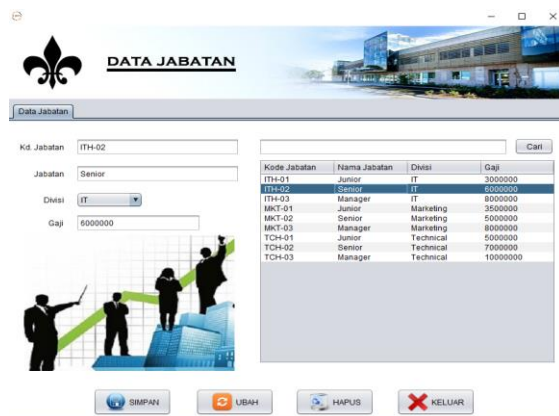 DATA JABATAN
Data Jabatan
Kd. Jabatan ITH-02
Jabatan Senior
Divisi IT
Gaji 6000000
Cari
Kode Jabatan Nama Jabatan Divisi Gaji
ITH-01 Junior IT 3000000
ITH-02 Senior IT 6000000
ITH-03 Manager IT 8000000
MKT-01 Junior Marketing 3500000
MKT-02 Senior Marketing 5000000
MKT-03 Manager Marketing 8000000
TCH-01 Junior Technical 5000000
TCH-02 Senior Technical 7000000
TCH-03 Manager Technical 10000000
SIMPAN UBAH HAPUS KELUAR